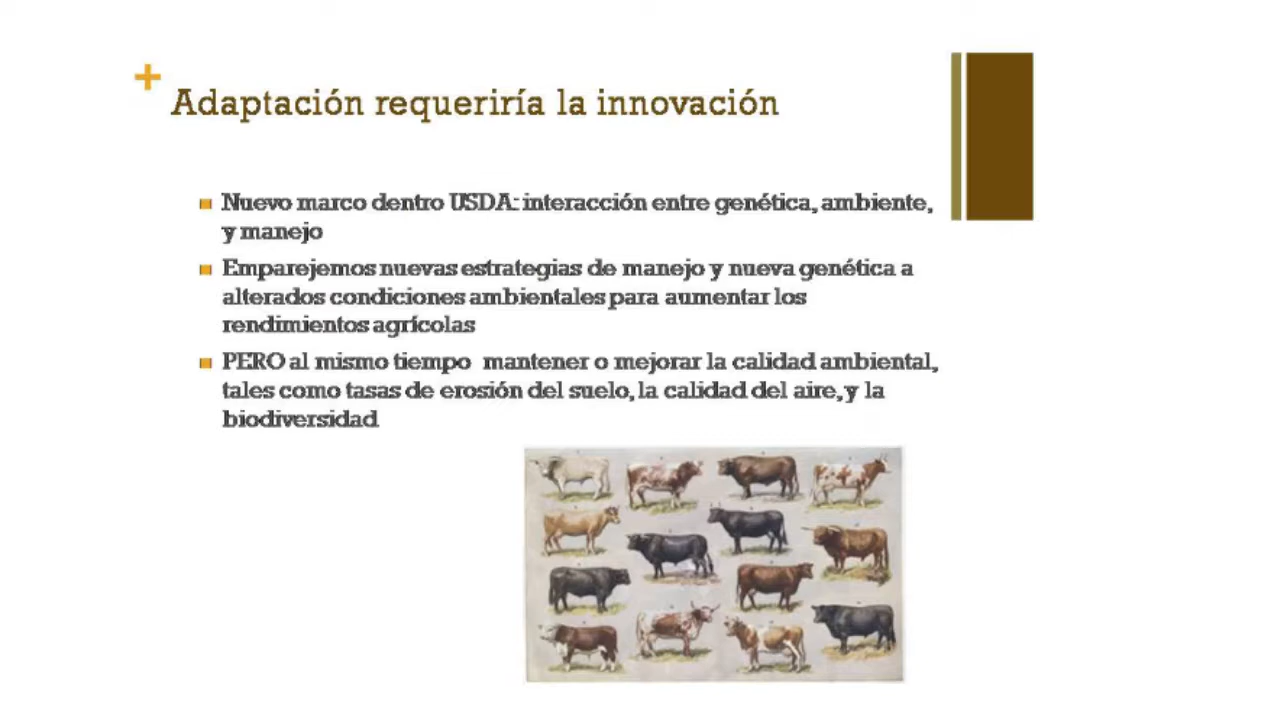 +
Adaptación requeriría la innovación
Nuevo marco dentro USDA: interacción entre genética, ambiente,
y manejo
Emparejemos nuevas estrategias de manejo y nueva genética a
alterados condiciones ambientales para aumentar los
rendimientos agrícolas
PERO al mismo tiempo mantener o mejorar la calidad ambiental,
tales como tasas de erosión del suelo, la calidad del aire, y la
biodiversidad